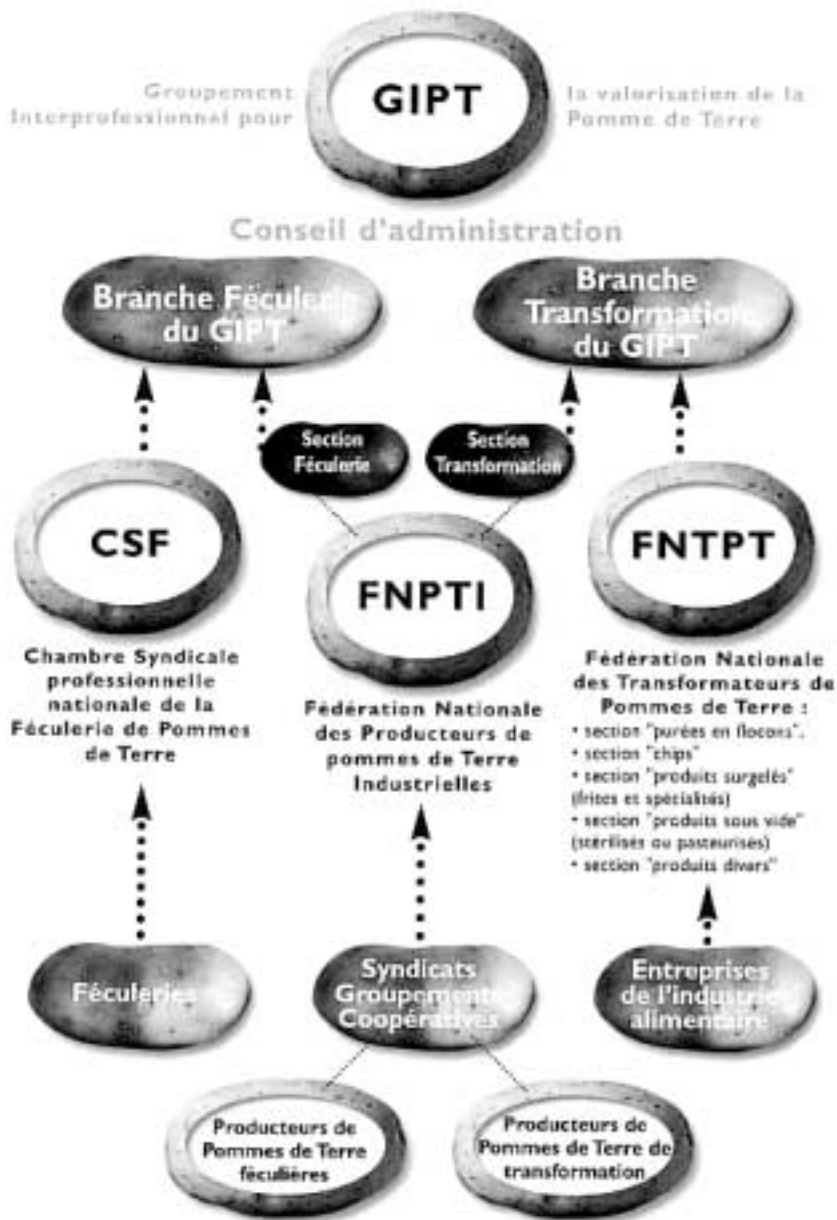 Groupement
Interprofessionnel pour
GIPT
la valorisation de la
Pomme de Terre
Conseil d'administration
Branche Féculerie
du GIPT
Branche
Transformation
du GIPT
Section
Féculerie
Section
Transformation
CSF
Chambre Syndicale
professionnelle
nationale de la
Féculerie de Pommes
de Terre
FNPTI
Fédération Nationale
des Producteurs de
pommes de Terre
Industrielles
FNTPT
Fédération Nationale
des Transformateurs de
Pommes de Terre :
• section "purées en flocons",
• section "chips"
• section "produits surgelés"
(frites et spécialités)
• section "produits sous vide"
(stérilisés ou pasteurisés)
• section "produits divers"
Féculeries
Syndicats
Groupements
Coopératives
Entreprises
de l'industrie
alimentaire
Producteurs de
Pommes de Terre
féculières
Producteurs de
Pommes de Terre de
transformation